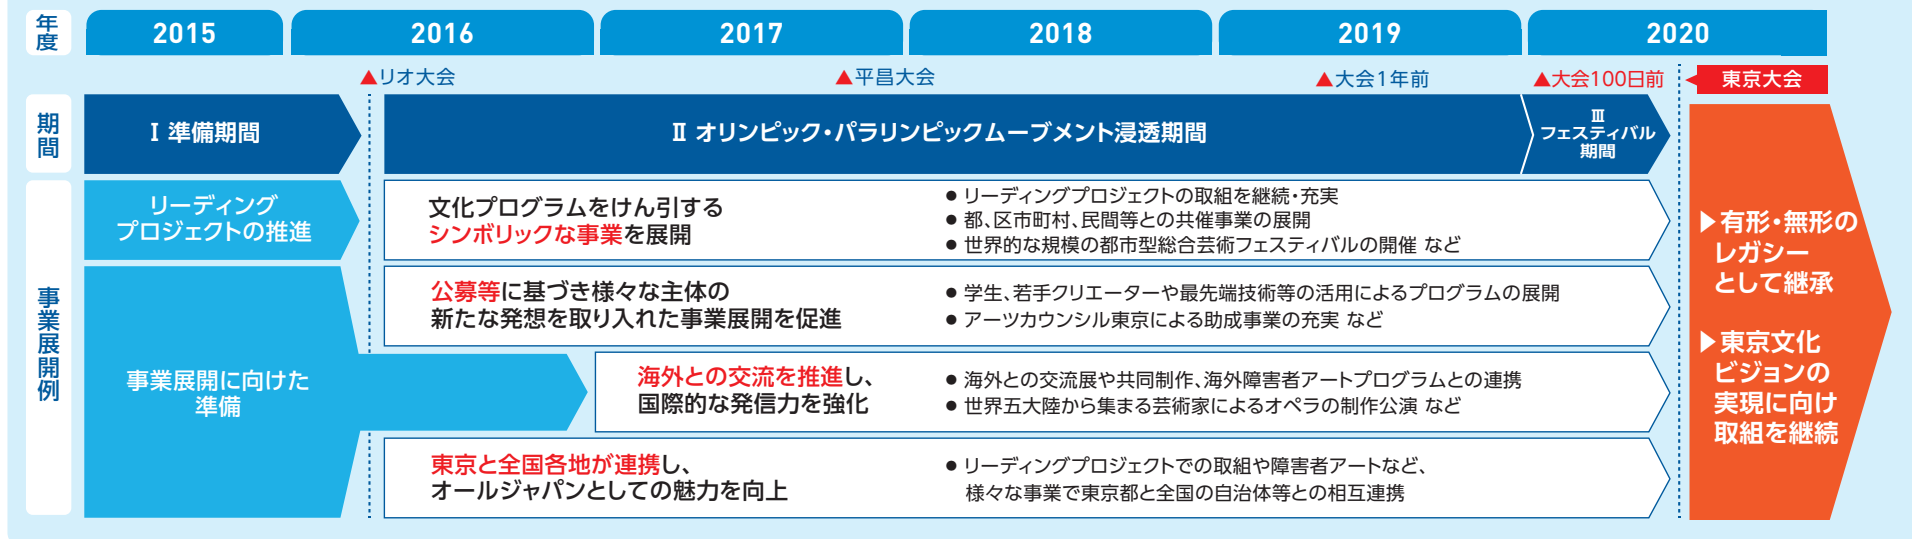 年度
2015
2016
2017
2018
2019
2020
▲リオ大会
▲平昌大会
▲大会1年前
▲大会100日前
東京大会
期間
Ⅰ 準備期間
Ⅱ オリンピック・パラリンピックムーブメント浸透期間
Ⅲ
フェスティバル
期間
事業展開例
リーディング
プロジェクトの推進
文化プログラムをけん引する
シンボリックな事業を展開
● リーディングプロジェクトの取組を継続・充実
● 都、区市町村、民間等との共催事業の展開
● 世界的な規模の都市型総合芸術フェスティバルの開催 など
事業展開に向けた
準備
公募等に基づき様々な主体の
新たな発想を取り入れた事業展開を促進
● 学生、若手クリエーターや最先端技術等の活用によるプログラムの展開
● アーツカウンシル東京による助成事業の充実 など
海外との交流を推進し、
国際的な発信力を強化
● 海外との交流展や共同制作、海外障害者アートプログラムとの連携
● 世界五大陸から集まる芸術家によるオペラの制作公演 など
東京と全国各地が連携し、
オールジャパンとしての魅力を向上
● リーディングプロジェクトでの取組や障害者アートなど、
様々な事業で東京都と全国の自治体等との相互連携
▶有形・無形の
レガシー
として継承
▶東京文化
ビジョンの
実現に向け
取組を継続